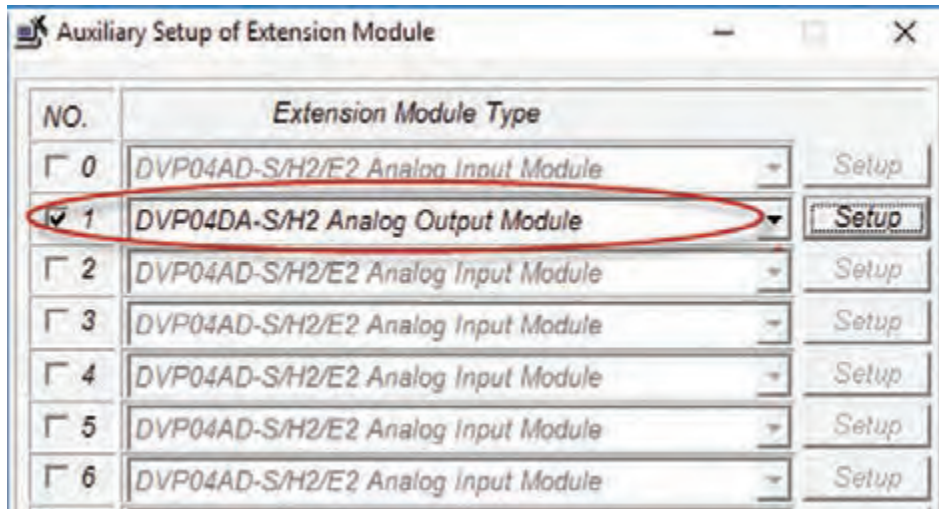 Auxiliary Setup of Extension Module
NO. Extension Module Type
0 DVP04AD-S/H2/E2 Analog Input Module Setup
1 DVP04DA-S/H2 Analog Output Module Setup
2 DVP04AD-S/H2/E2 Analog Input Module Setup
3 DVP04AD-S/H2/E2 Analog Input Module Setup
4 DVP04AD-S/H2/E2 Analog Input Module Setup
5 DVP04AD-S/H2/E2 Analog Input Module Setup
6 DVP04AD-S/H2/E2 Analog Input Module Setup